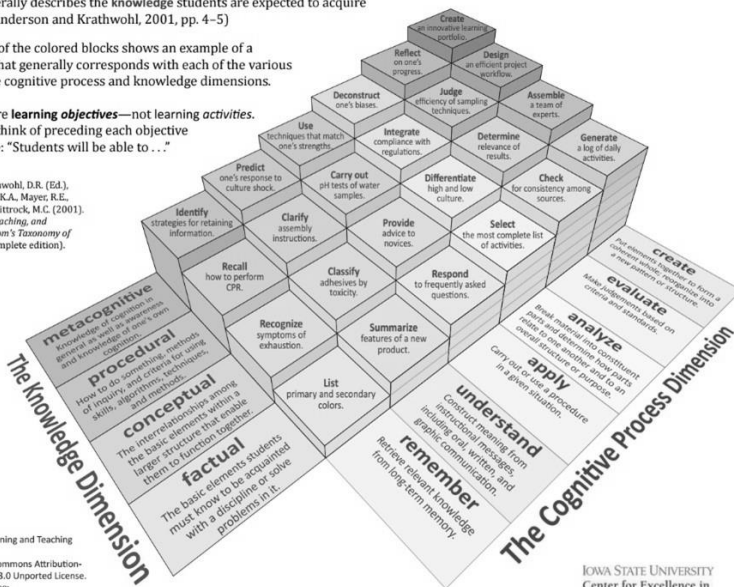 erally describes the knowledge students are expected to acquire
nderson and Krathwohl, 2001, pp. 4–5)
of the colored blocks shows an example of a
hat generally corresponds with each of the various
e cognitive process and knowledge dimensions.
re learning objectives—not learning activities.
think of preceding each objective
: “Students will be able to . . .”
wohl, D.R. (Ed.),
K.A., Mayer, R.E.,
ittrock, M.C. (2001).
aching, and
m's Taxonomy of
mplete edition).
Create
an innovative learning
portfolio.
Reflect
on one's
progress.
Design
an efficient project
workflow.
Deconstruct
one's biases.
Judge
efficiency of sampling
techniques.
Assemble
a team of
experts.
Use
techniques that match
one's strengths.
Integrate
compliance with
regulations.
Determine
relevance of
results.
Generate
a log of daily
activities.
Predict
one's response to
culture shock.
Carry out
pH tests of water
samples.
Differentiate
high and low
culture.
Check
for consistency among
sources.
Identify
strategies for retaining
information.
Clarify
assembly
instructions.
Provide
advice to
novices.
Select
the most complete list
of activities.
Recall
how to perform
CPR.
Classify
adhesives by
toxicity.
Respond
to frequently asked
questions.
Recognize
symptoms of
exhaustion.
Summarize
features of a new
product.
List
primary and secondary
colors.
The Knowledge Dimension
metacognitive
Knowledge of cognition in
general as well as awareness
and knowledge of one's own
cognition.
procedural
How to do something, methods
of inquiry, and criteria for using
skills, algorithms, techniques,
and methods.
conceptual
The interrelationships among
the basic elements within a
larger structure that enable
them to function together.
factual
The basic elements students
must know to be acquainted
with a discipline or solve
problems in it.
The Cognitive Process Dimension
create
Put elements together to form a
coherent whole; reorganize into
a new pattern or structure.
evaluate
Make judgements based on
criteria and standards.
analyze
Break material into constituent
parts and determine how parts
relate to one another and to an
overall structure or purpose.
apply
Carry out or use a procedure
in a given situation.
understand
Construct meaning from
instructional messages,
including oral, written, and
graphic communication.
remember
Retrieve relevant knowledge
from long-term memory.
ning and Teaching
mmons Attribution-
3.0 Unported License.
IOWA STATE UNIVERSITY
Center for Excellence in